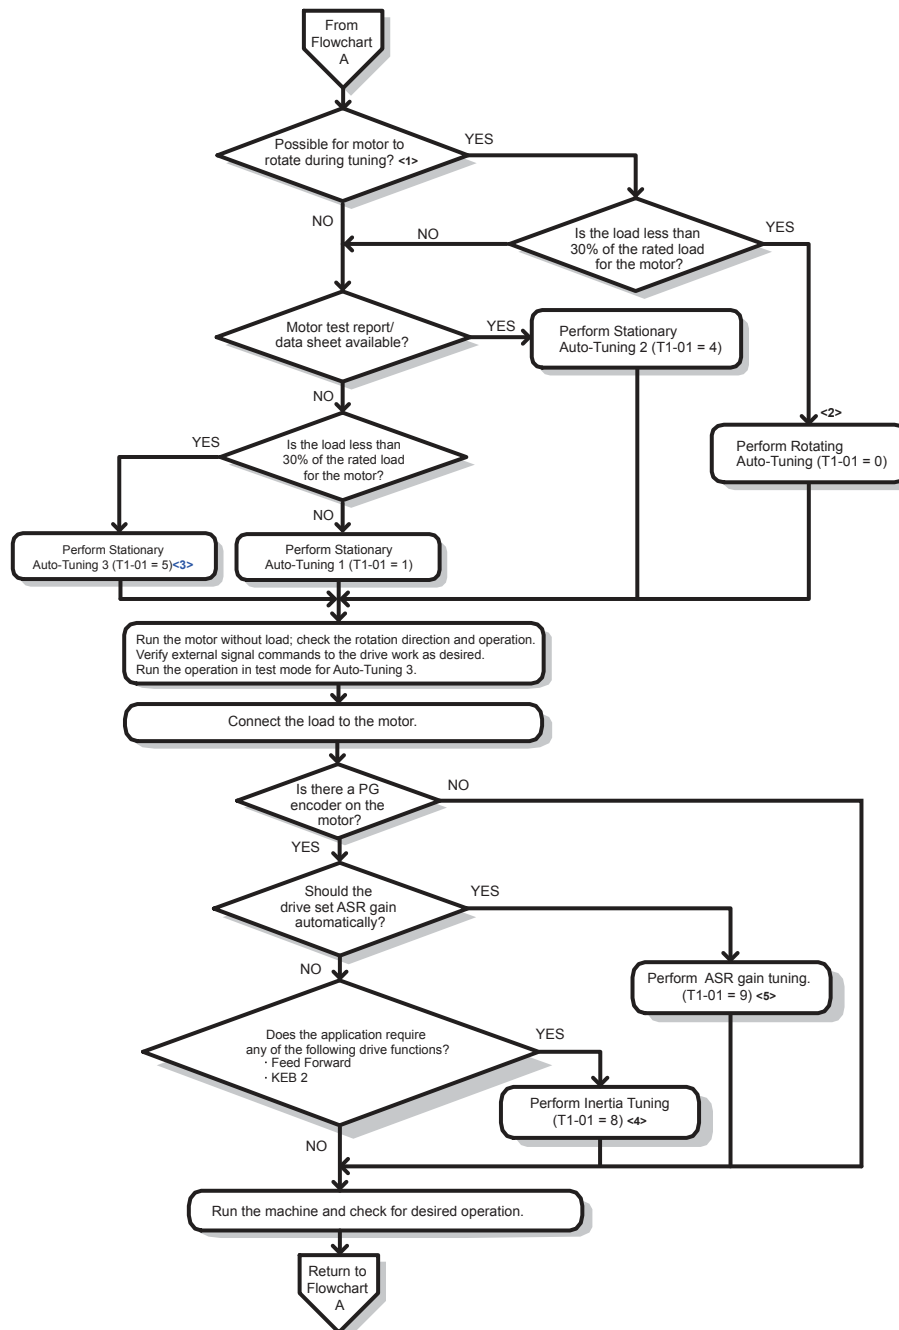 From
Flowchart
A
Possible for motor to
rotate during tuning? <1>
YES
NO
Is the load less than
30% of the rated load
for the motor?
YES
NO
Motor test report/
data sheet available?
YES
Perform Stationary
Auto-Tuning 2 (T1-01 = 4)
NO
<2>
Perform Rotating
Auto-Tuning (T1-01 = 0)
YES
Is the load less than
30% of the rated load
for the motor?
NO
Perform Stationary
Auto-Tuning 3 (T1-01 = 5)<3>
Perform Stationary
Auto-Tuning 1 (T1-01 = 1)
Run the motor without load; check the rotation direction and operation.
Verify external signal commands to the drive work as desired.
Run the operation in test mode for Auto-Tuning 3.
Connect the load to the motor.
Is there a PG
encoder on the
motor?
NO
YES
Should the
drive set ASR gain
automatically?
YES
NO
Perform  ASR gain tuning.
(T1-01 = 9) <5>
Does the application require
any of the following drive functions?
· Feed Forward
· KEB 2
YES
Perform Inertia Tuning
(T1-01 = 8) <4>
NO
Run the machine and check for desired operation.
Return to
Flowchart
A